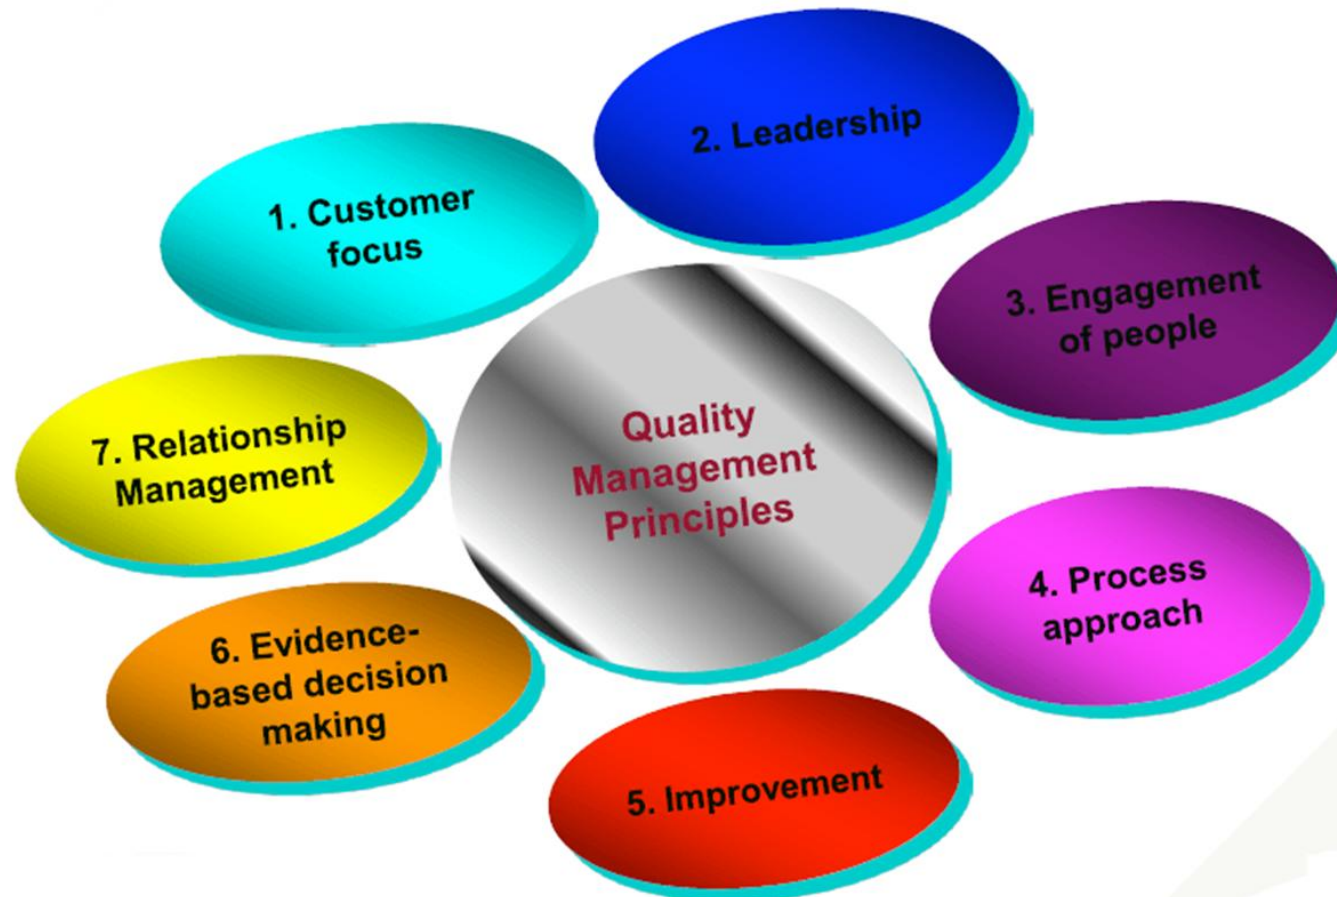 Quality
Management
Principles
1. Customer
focus
2. Leadership
3. Engagement
of people
4. Process
approach
5. Improvement
6. Evidence-
based decision
making
7. Relationship
Management